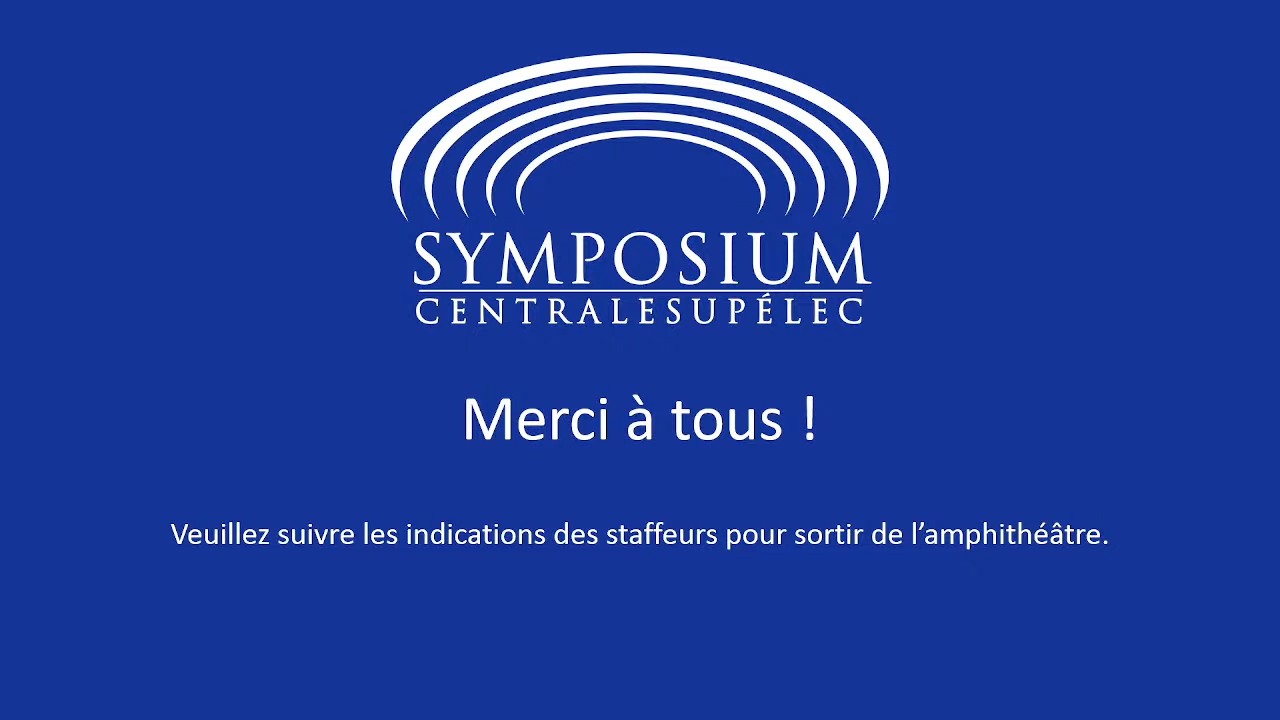 SYMPOSIUM
CENTRALESUPÉLEC
Merci à tous !
Veuillez suivre les indications des staffeurs pour sortir de l’amphithéâtre.